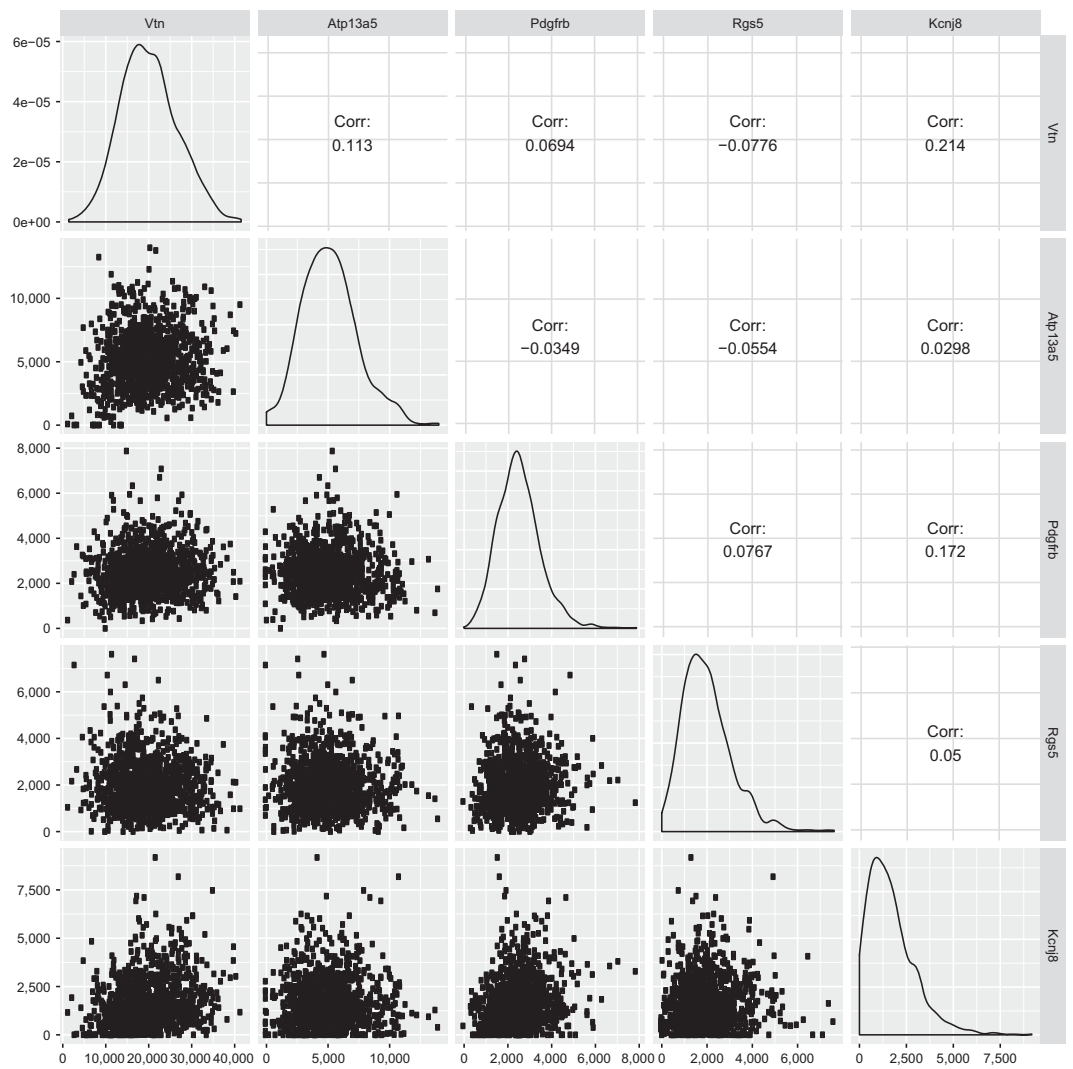 Vtn Atp13a5 Pdgfrb Rgs5 Kcnj8
6e−05
4e−05
2e−05
0e+00
Corr:
0.113
Corr:
0.0694
Corr:
−0.0776
Corr:
0.214
Vtn
10,000
5,000
0
Corr:
−0.0349
Corr:
−0.0554
Corr:
0.0298
Atp13a5
8,000
6,000
4,000
2,000
0
Corr:
0.0767
Corr:
0.172
Pdgfrb
6,000
4,000
2,000
0
Corr:
0.05
Rgs5
7,500
5,000
2,500
0
Kcnj8
0 10,000 20,000 30,000 40,000 0 5,000 10,000 0 2,000 4,000 6,000 8,000 0 2,000 4,000 6,000 0 2,500 5,000 7,500